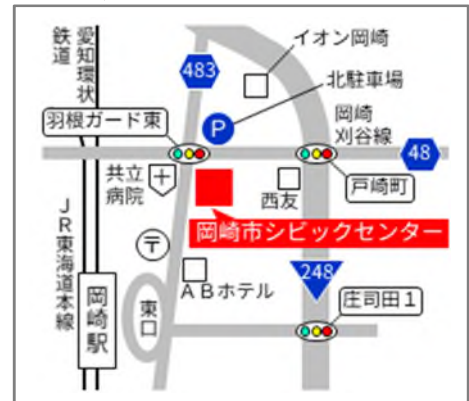 愛知環状
鉄道
483
イオン岡崎
北駐車場
P
羽根ガード東
岡崎
刈谷線
48
共立
病院
西友
戸崎町
岡崎市シビックセンター
JR東海道本線
〒
ABホテル
248
岡崎駅
東口
庄司田1